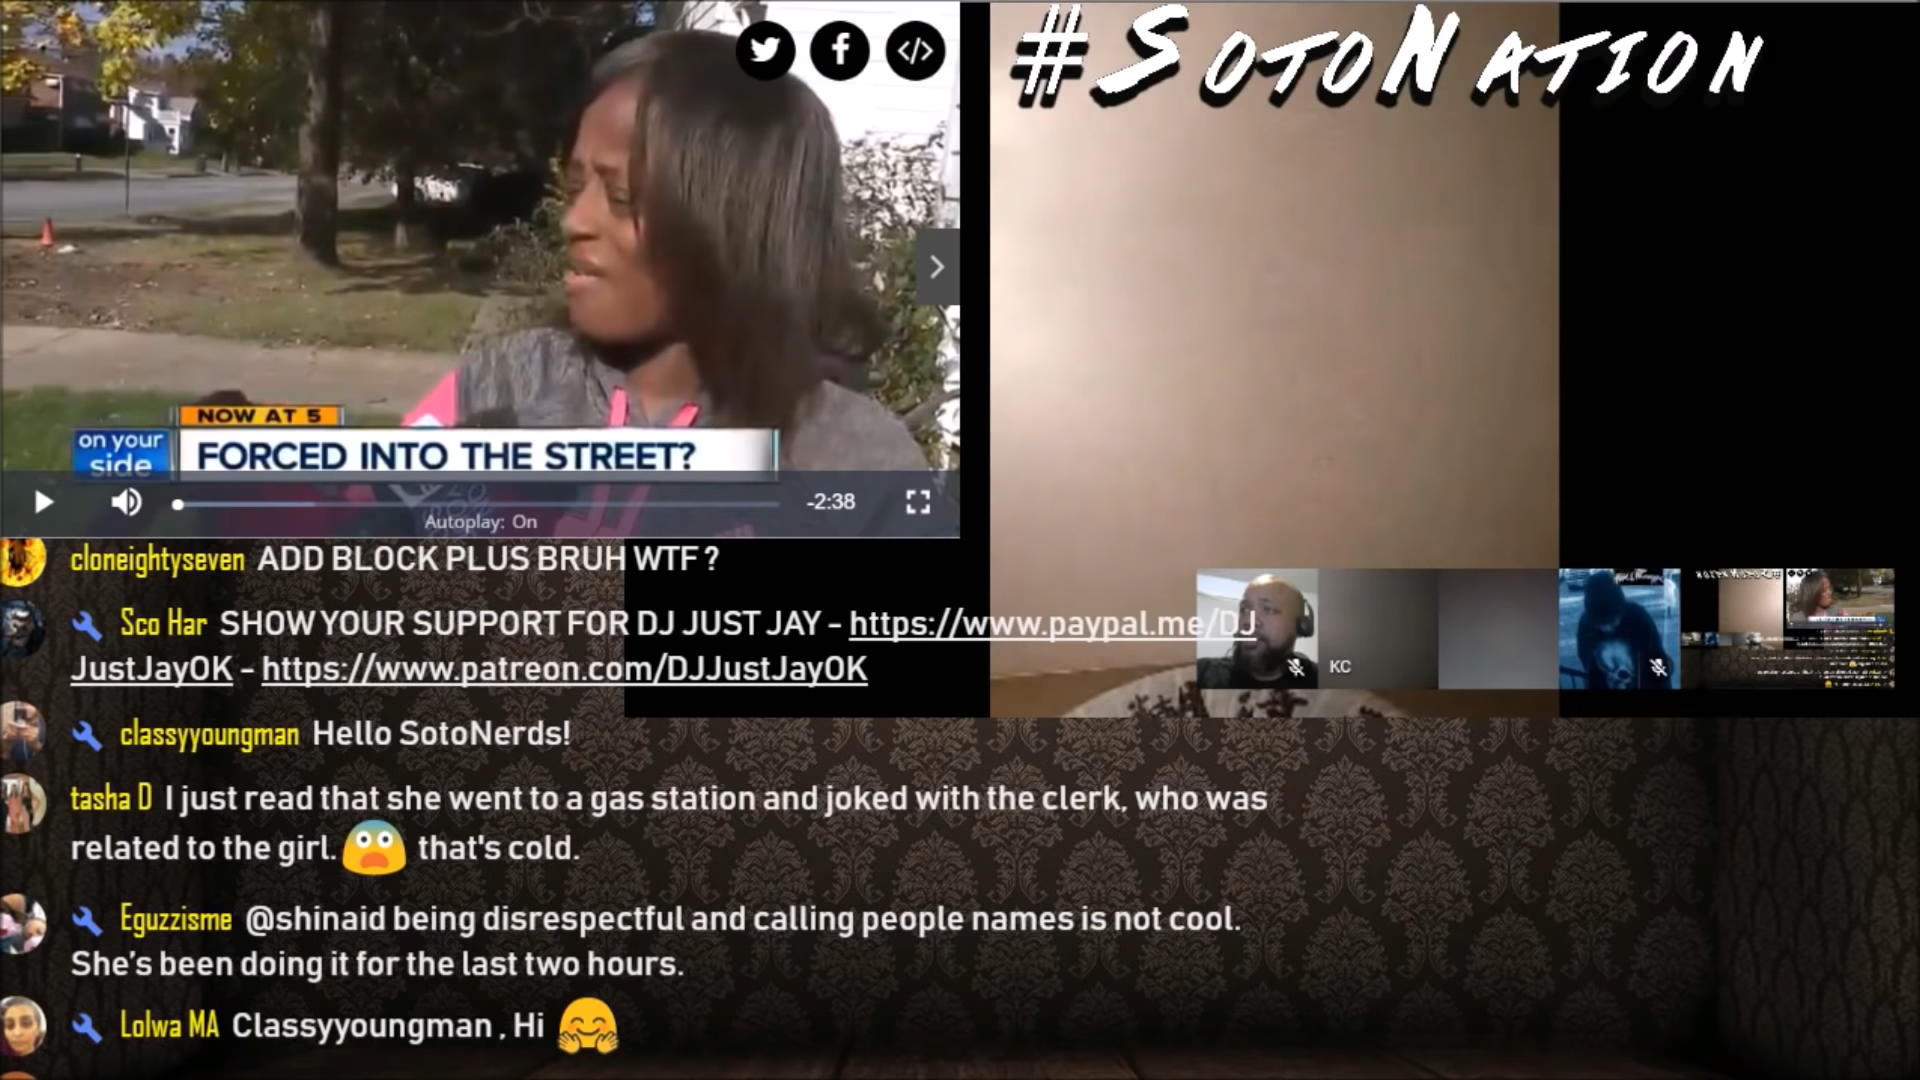 #SOTONATION
NOW AT 5
on your
side
FORCED INTO THE STREET?
-2:38
Autoplay: On
cloneightyseven ADD BLOCK PLUS BRUH WTF ?
Sco Har SHOW YOUR SUPPORT FOR DJ JUST JAY - https://www.paypal.me/DJ
JustJayOK - https://www.patreon.com/DJJustJayOK
KC
classyyoungman Hello SotoNerds!
tasha D I just read that she went to a gas station and joked with the clerk, who was
related to the girl. 😨 that's cold.
Eguzzisme @shinaid being disrespectful and calling people names is not cool.
She's been doing it for the last two hours.
Lolwa MA Classyyoungman , Hi 🤗